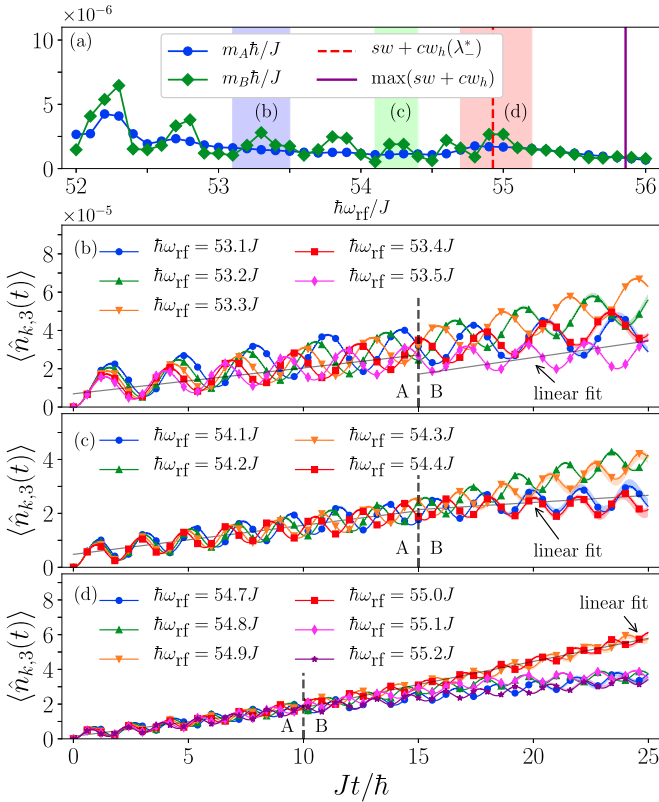 ×10⁻⁶
10
5
0
(a)
m_Aħ/J
m_Bħ/J
sw + cw_h(λ*_−)
max(sw + cw_h)
(b)
(c)
(d)
52
53
54
55
56
ħω_rf/J
×10⁻⁵
8
6
4
2
0
⟨n̂_{k,3}(t)⟩
(b)
ħω_rf = 53.1J
ħω_rf = 53.2J
ħω_rf = 53.3J
ħω_rf = 53.4J
ħω_rf = 53.5J
A
B
linear fit
4
2
0
⟨n̂_{k,3}(t)⟩
(c)
ħω_rf = 54.1J
ħω_rf = 54.2J
ħω_rf = 54.3J
ħω_rf = 54.4J
A
B
linear fit
8
6
4
2
0
⟨n̂_{k,3}(t)⟩
(d)
ħω_rf = 54.7J
ħω_rf = 54.8J
ħω_rf = 54.9J
ħω_rf = 55.0J
ħω_rf = 55.1J
ħω_rf = 55.2J
linear fit
A
B
0
5
10
15
20
25
Jt/ħ